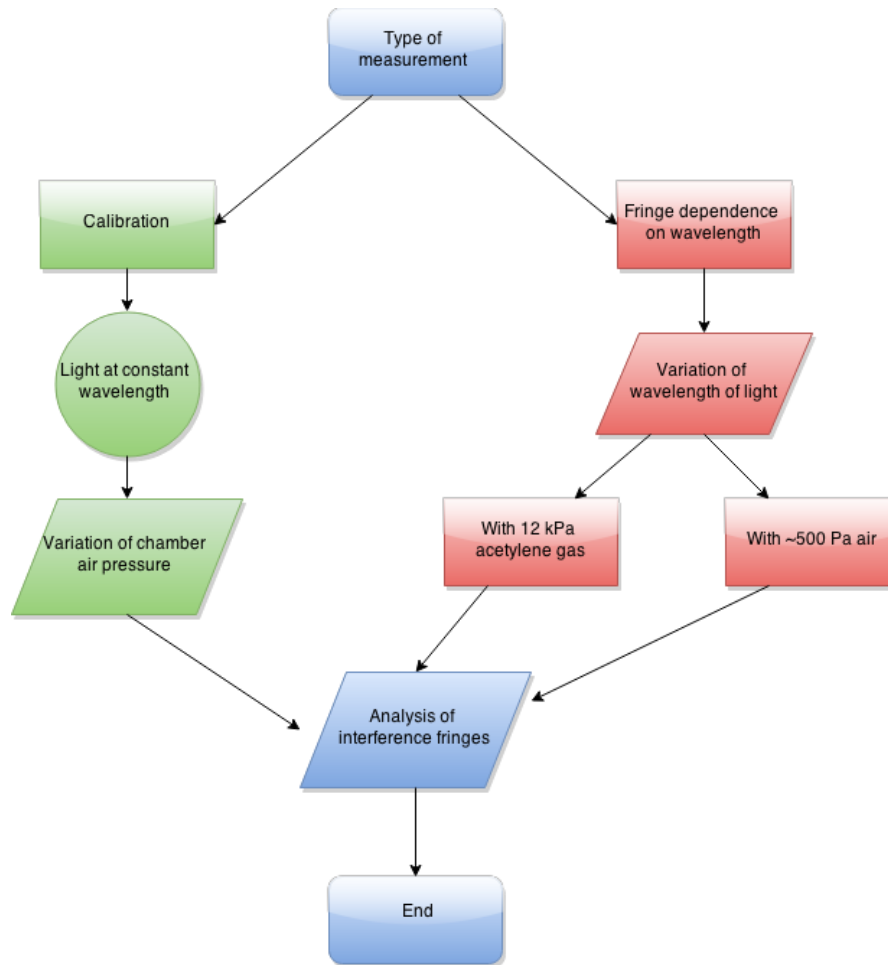 Type of
measurement
Calibration
Fringe dependence
on wavelength
Light at constant
wavelength
Variation of
wavelength of light
Variation of chamber
air pressure
With 12 kPa
acetylene gas
With ~500 Pa air
Analysis of
interference fringes
End